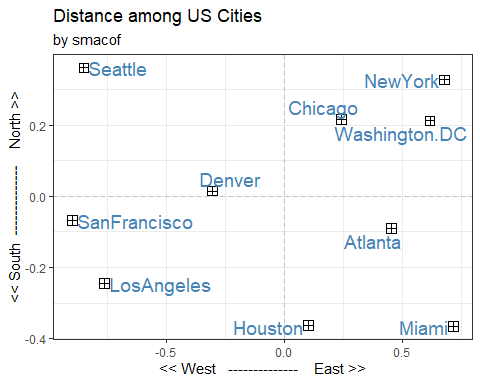 Distance among US Cities
by smacof
Seattle
NewYork
Chicago
Washington.DC
Denver
SanFrancisco
Atlanta
LosAngeles
Houston
Miami
0.2
0.0
-0.2
-0.4
-0.5
0.0
0.5
<< South -------------- North >>
<< West -------------- East >>